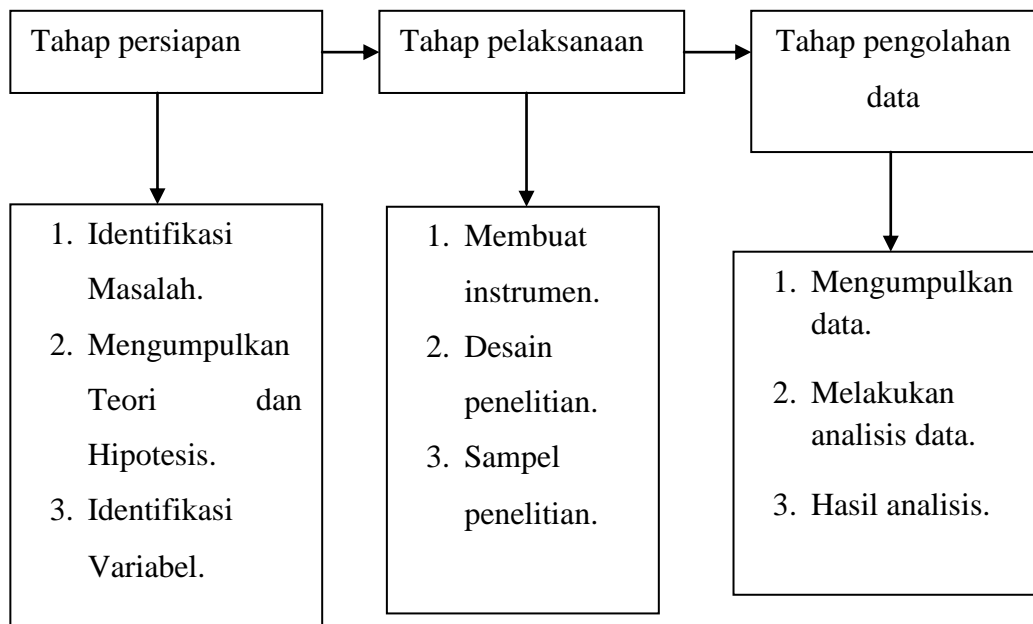 Tahap persiapan
Tahap pelaksanaan
Tahap pengolahan
data
1. Identifikasi
Masalah.
2. Mengumpulkan
Teori dan
Hipotesis.
3. Identifikasi
Variabel.
1. Membuat
instrumen.
2. Desain
penelitian.
3. Sampel
penelitian.
1. Mengumpulkan
data.
2. Melakukan
analisis data.
3. Hasil analisis.